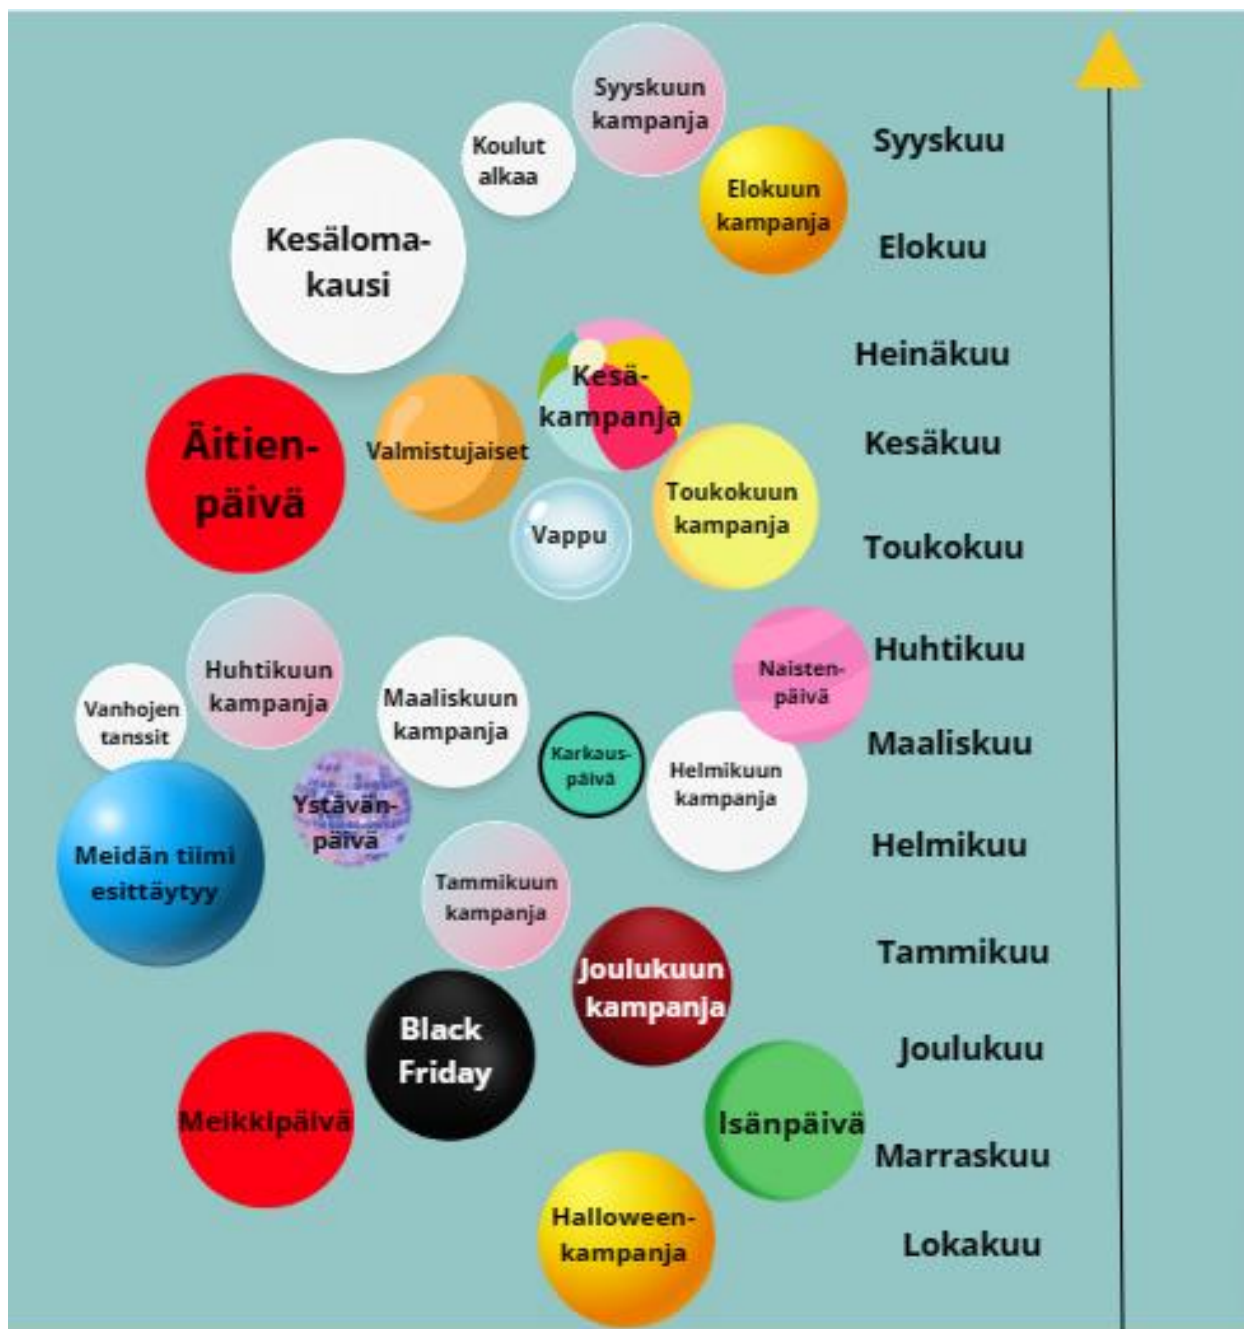 Syyskuun
kampanja
Koulut
alkaa
Syyskuu
Elokuun
kampanja
Kesäloma-
kausi
Elokuu
Heinäkuu
Kesä-
kampanja
Äitien-
päivä
Valmistujaiset
Kesäkuu
Toukokuun
kampanja
Vappu
Toukokuu
Huhtikuun
kampanja
Naisten-
päivä
Huhtikuu
Vanhojen
tanssit
Maaliskuun
kampanja
Karkaus-
päivä
Helmikuun
kampanja
Maaliskuu
Ystävän-
päivä
Meidän tiimi
esittäytyy
Helmikuu
Tammikuun
kampanja
Tammikuu
Joulukuun
kampanja
Black
Friday
Joulukuu
Meikkipäivä
Isänpäivä
Marraskuu
Halloween-
kampanja
Lokakuu